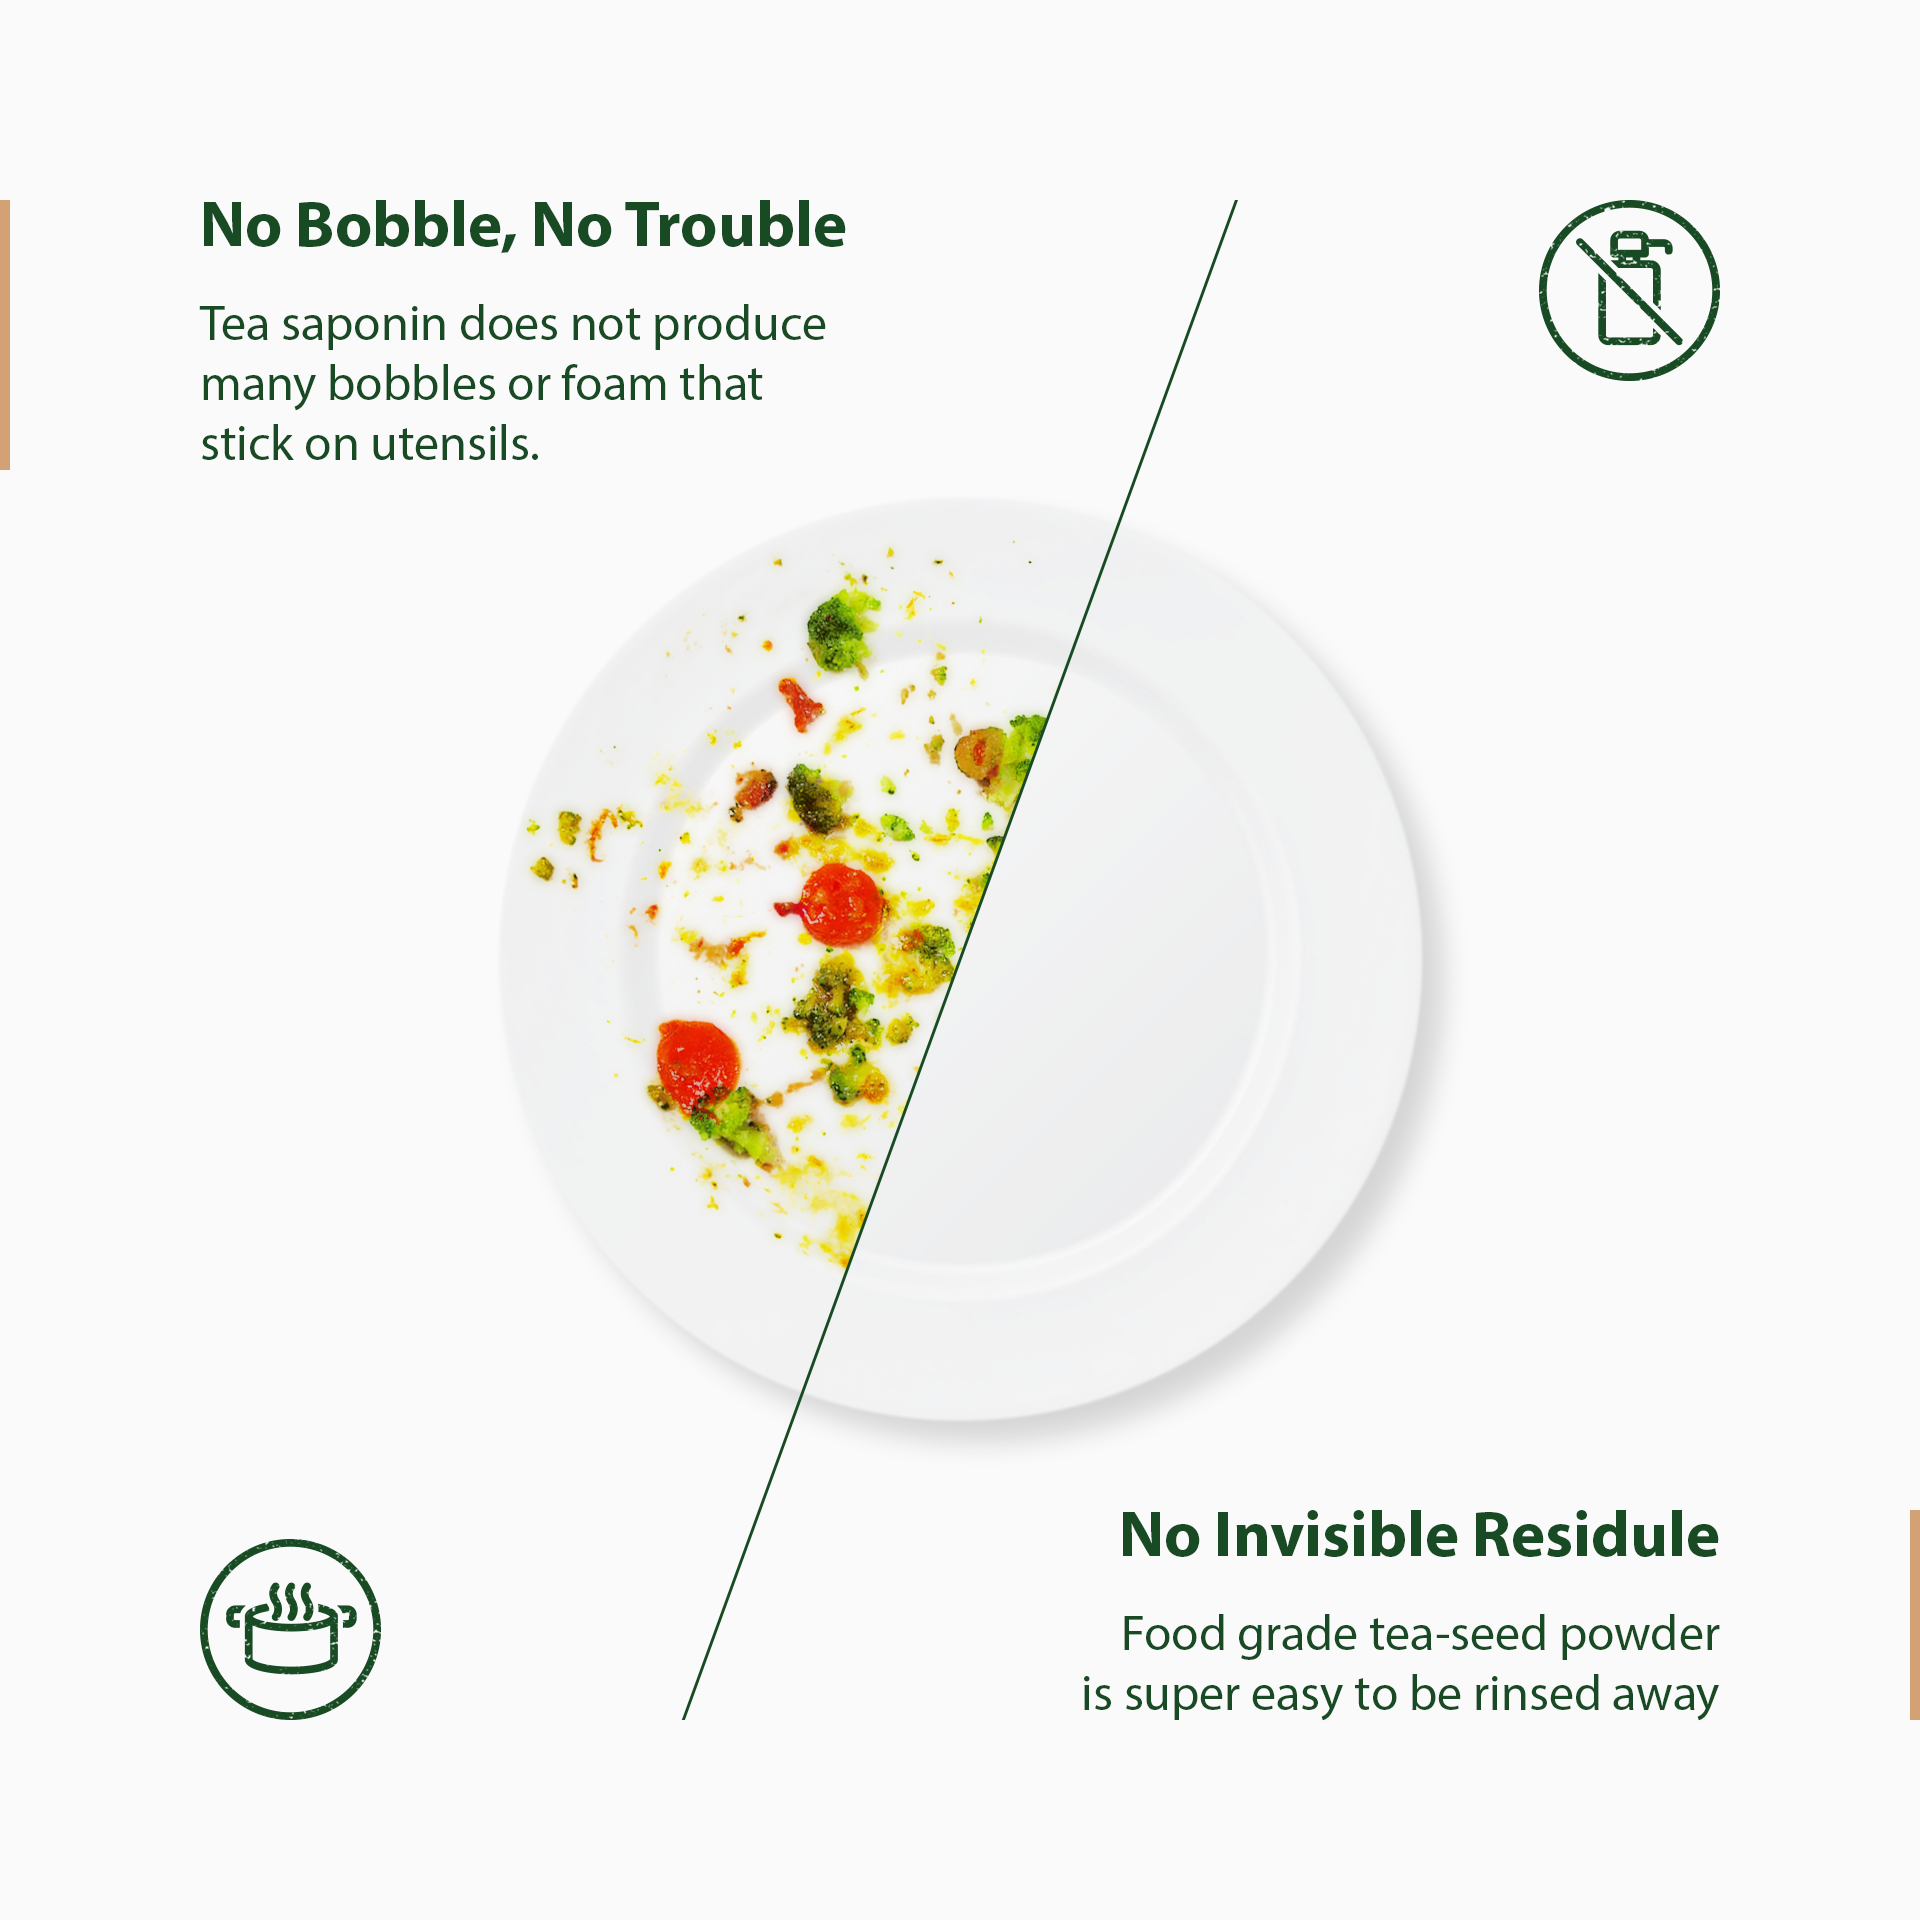 No Bobble, No Trouble
Tea saponin does not produce
many bobbles or foam that
stick on utensils.
No Invisible Residule
Food grade tea-seed powder
is super easy to be rinsed away